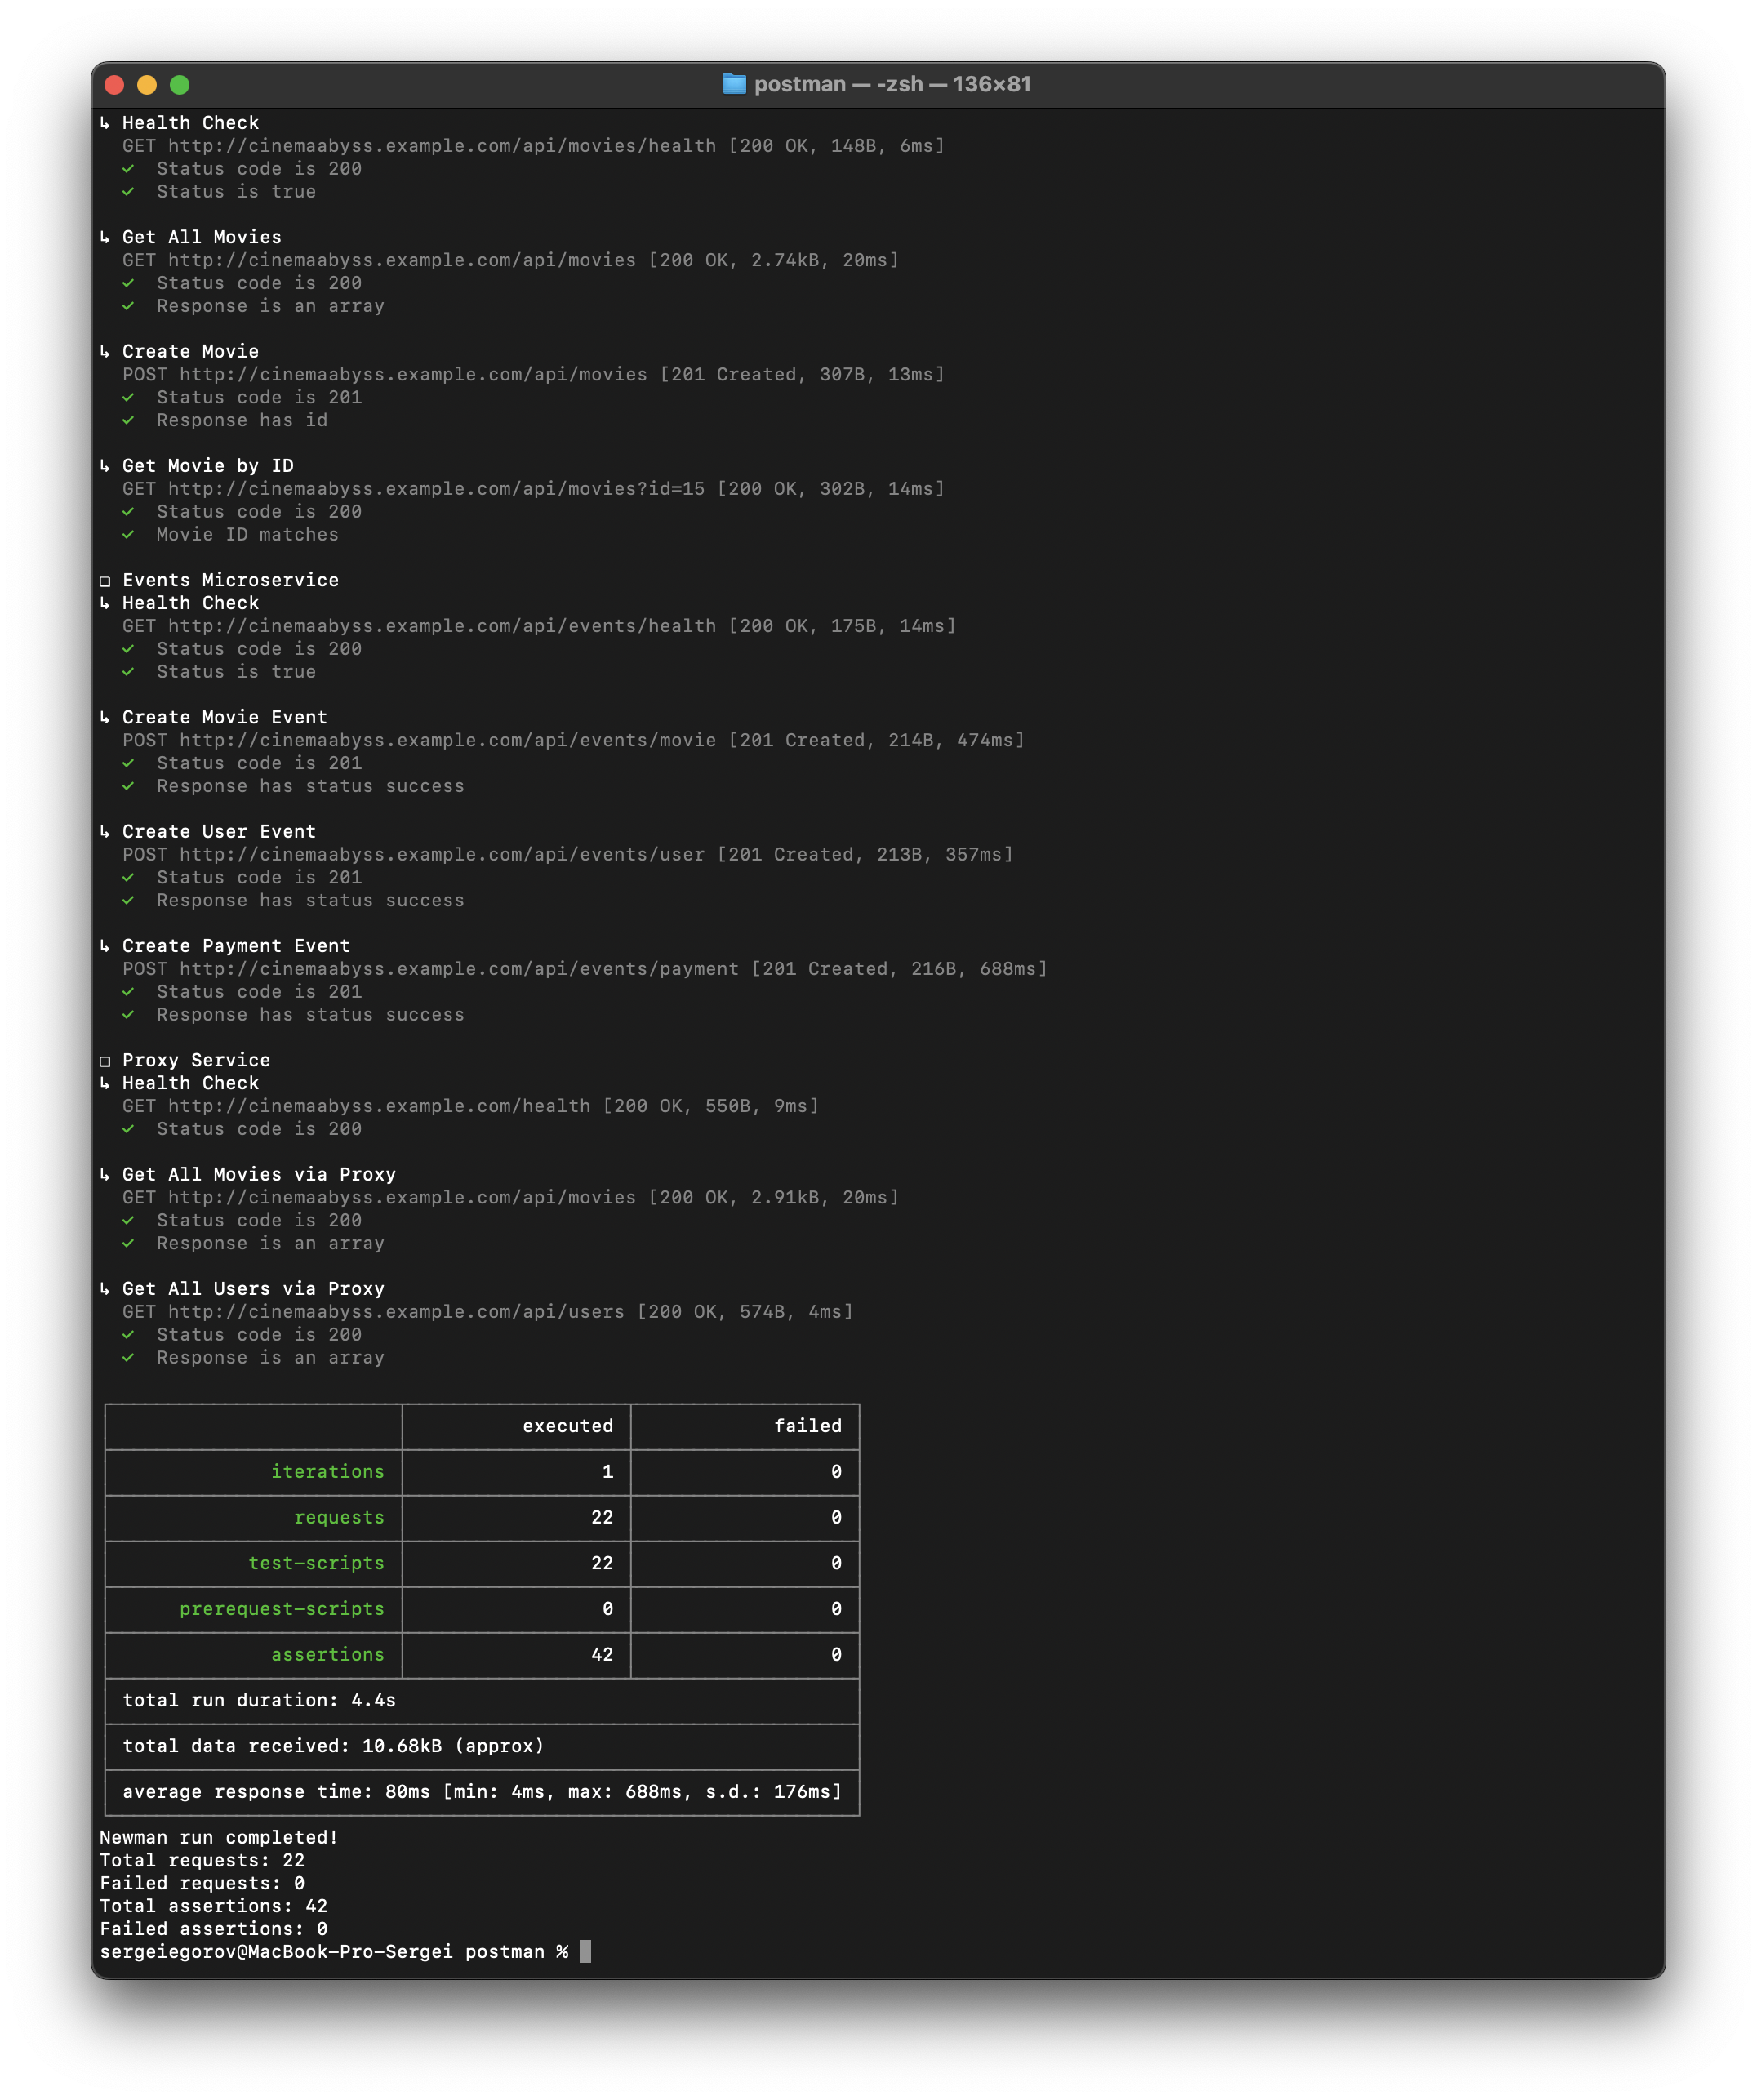 postman — -zsh — 136×81
↳ Health Check
GET http://cinemaabyss.example.com/api/movies/health [200 OK, 148B, 6ms]
✓ Status code is 200
✓ Status is true
↳ Get All Movies
GET http://cinemaabyss.example.com/api/movies [200 OK, 2.74kB, 20ms]
✓ Status code is 200
✓ Response is an array
↳ Create Movie
POST http://cinemaabyss.example.com/api/movies [201 Created, 307B, 13ms]
✓ Status code is 201
✓ Response has id
↳ Get Movie by ID
GET http://cinemaabyss.example.com/api/movies?id=15 [200 OK, 302B, 14ms]
✓ Status code is 200
✓ Movie ID matches
❏ Events Microservice
↳ Health Check
GET http://cinemaabyss.example.com/api/events/health [200 OK, 175B, 14ms]
✓ Status code is 200
✓ Status is true
↳ Create Movie Event
POST http://cinemaabyss.example.com/api/events/movie [201 Created, 214B, 474ms]
✓ Status code is 201
✓ Response has status success
↳ Create User Event
POST http://cinemaabyss.example.com/api/events/user [201 Created, 213B, 357ms]
✓ Status code is 201
✓ Response has status success
↳ Create Payment Event
POST http://cinemaabyss.example.com/api/events/payment [201 Created, 216B, 688ms]
✓ Status code is 201
✓ Response has status success
❏ Proxy Service
↳ Health Check
GET http://cinemaabyss.example.com/health [200 OK, 550B, 9ms]
✓ Status code is 200
↳ Get All Movies via Proxy
GET http://cinemaabyss.example.com/api/movies [200 OK, 2.91kB, 20ms]
✓ Status code is 200
✓ Response is an array
↳ Get All Users via Proxy
GET http://cinemaabyss.example.com/api/users [200 OK, 574B, 4ms]
✓ Status code is 200
✓ Response is an array
executed failed
iterations 1 0
requests 22 0
test-scripts 22 0
prerequest-scripts 0 0
assertions 42 0
total run duration: 4.4s
total data received: 10.68kB (approx)
average response time: 80ms [min: 4ms, max: 688ms, s.d.: 176ms]
Newman run completed!
Total requests: 22
Failed requests: 0
Total assertions: 42
Failed assertions: 0
sergeiegorov@MacBook-Pro-Sergei postman %